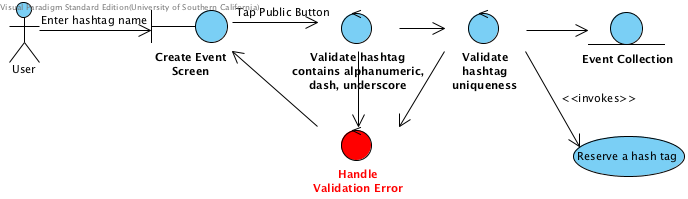 Visual Paradigm Standard Edition(University of Southern California)
Enter hashtag name
Tap Public Button
User
Create Event
Screen
Validate hashtag
contains alphanumeric,
dash, underscore
Validate
hashtag
uniqueness
Event Collection
<<invokes>>
Reserve a hash tag
Handle
Validation Error